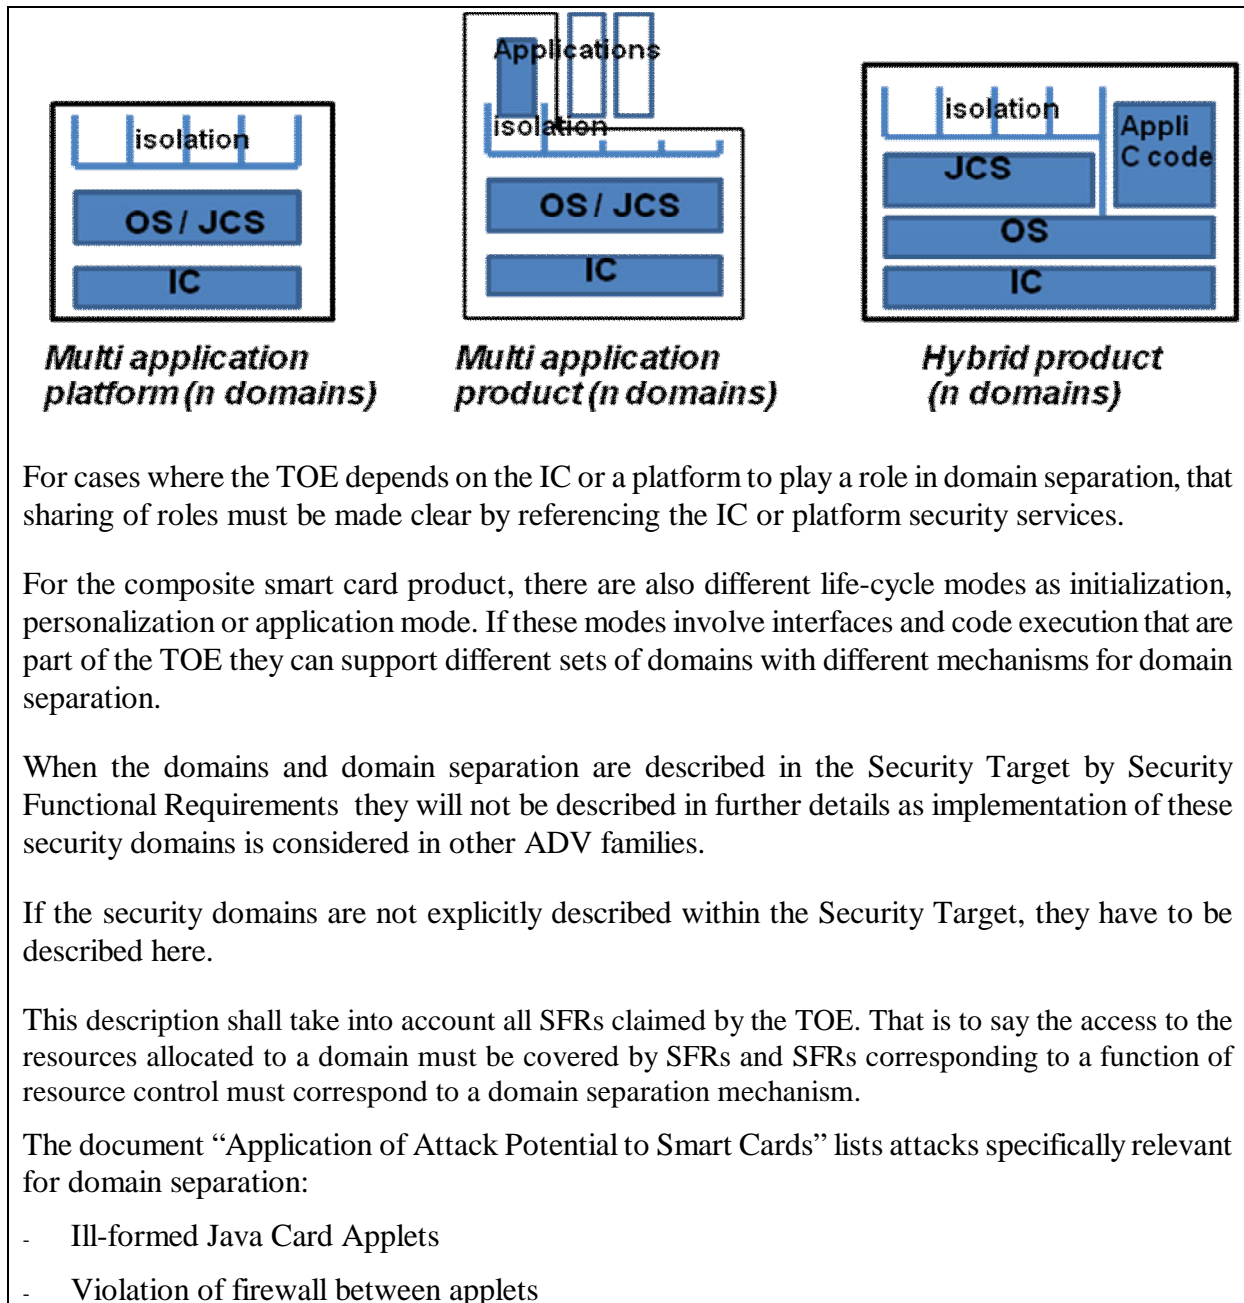 isolation
OS / JCS
IC
Multi application
platform (n domains)
Applications
isolation
OS / JCS
IC
Multi application
product (n domains)
isolation
Appli
C code
JCS
OS
IC
Hybrid product
(n domains)
For cases where the TOE depends on the IC or a platform to play a role in domain separation, that
sharing of roles must be made clear by referencing the IC or platform security services.
For the composite smart card product, there are also different life-cycle modes as initialization,
personalization or application mode. If these modes involve interfaces and code execution that are
part of the TOE they can support different sets of domains with different mechanisms for domain
separation.
When the domains and domain separation are described in the Security Target by Security
Functional Requirements they will not be described in further details as implementation of these
security domains is considered in other ADV families.
If the security domains are not explicitly described within the Security Target, they have to be
described here.
This description shall take into account all SFRs claimed by the TOE. That is to say the access to the
resources allocated to a domain must be covered by SFRs and SFRs corresponding to a function of
resource control must correspond to a domain separation mechanism.
The document “Application of Attack Potential to Smart Cards” lists attacks specifically relevant
for domain separation:
- Ill-formed Java Card Applets
- Violation of firewall between applets